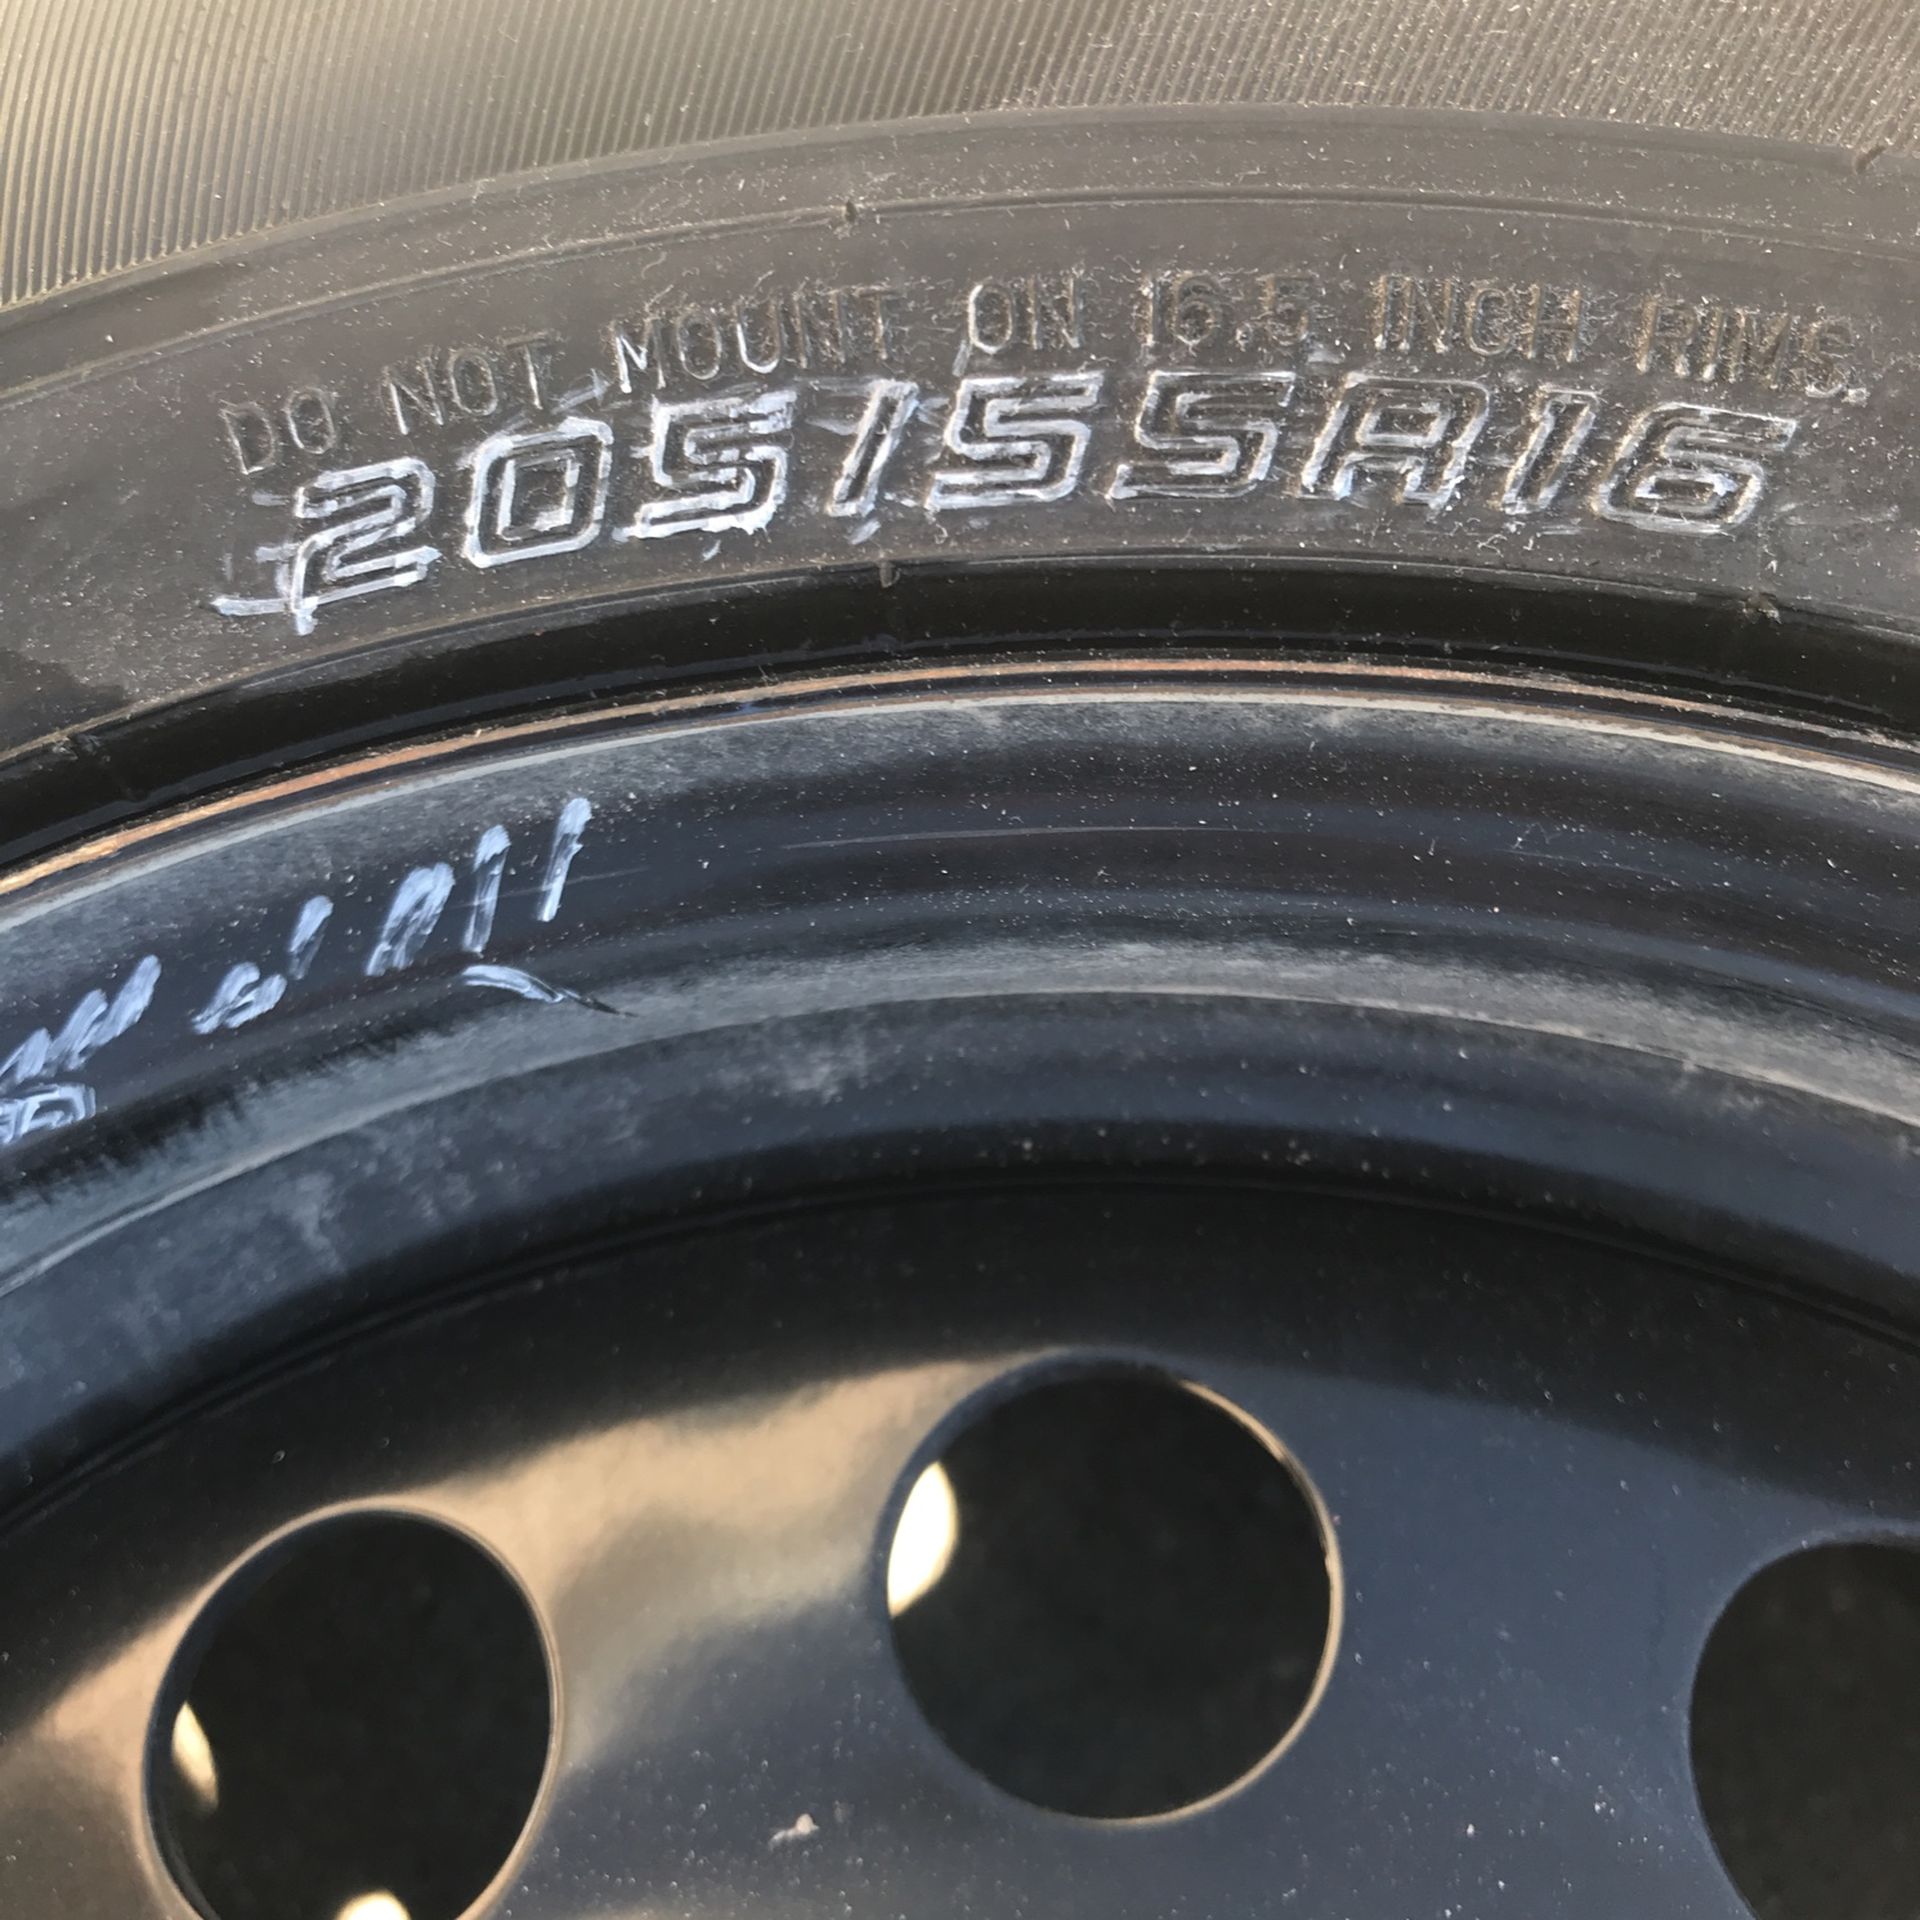 DO NOT MOUNT ON 16.5 INCH RIMS.
205/55R16